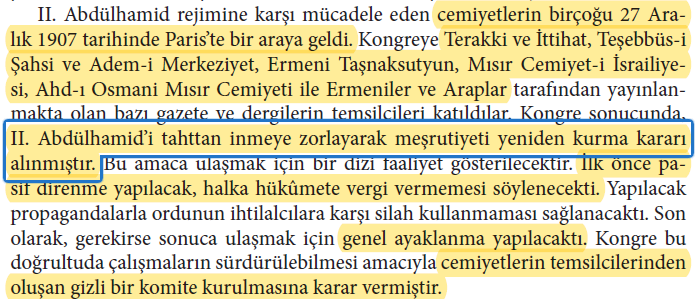 II. Abdülhamid rejimine karşı mücadele eden cemiyetlerin birçoğu 27 Ara-
lık 1907 tarihinde Paris’te bir araya geldi. Kongreye Terakki ve İttihat, Teşebbüs-i
Şahsi ve Adem-i Merkeziyet, Ermeni Taşnaksutyun, Mısır Cemiyet-i İsrailiye-
si, Ahd-ı Osmani Mısır Cemiyeti ile Ermeniler ve Araplar tarafından yayınlan-
makta olan bazı gazete ve dergilerin temsilcileri katıldılar. Kongre sonucunda,
II. Abdülhamid’i tahttan inmeye zorlayarak meşrutiyeti yeniden kurma kararı
alınmıştır. Bu amaca ulaşmak için bir dizi faaliyet gösterilecektir. İlk önce pa-
sif direnme yapılacak, halka hükûmete vergi vermemesi söylenecekti. Yapılacak
propagandalarla ordunun ihtilalcılara karşı silah kullanmaması sağlanacaktı. Son
olarak, gerekirse sonuca ulaşmak için genel ayaklanma yapılacaktı. Kongre bu
doğrultuda çalışmaların sürdürülebilmesi amacıyla cemiyetlerin temsilcilerinden
oluşan gizli bir komite kurulmasına karar vermiştir.